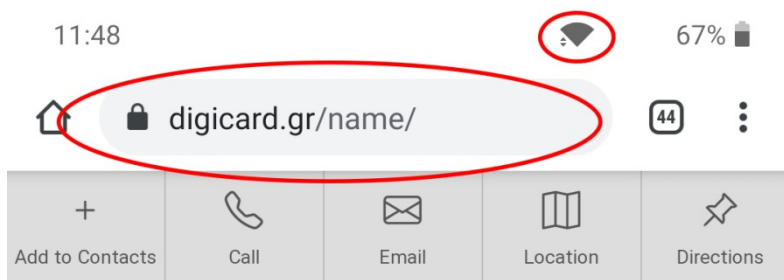 11:48 67%
digicard.gr/name/ 44
Add to Contacts Call Email Location Directions